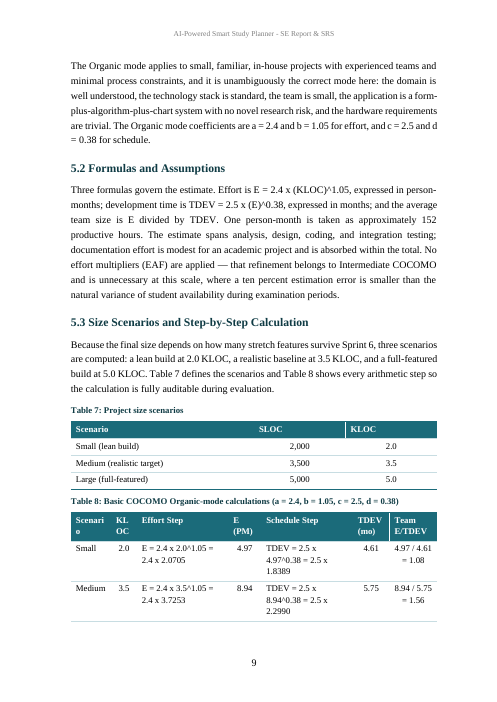 AI-Powered Smart Study Planner - SE Report & SRS
The Organic mode applies to small, familiar, in-house projects with experienced teams and
minimal process constraints, and it is unambiguously the correct mode here: the domain is
well understood, the technology stack is standard, the team is small, the application is a form-
plus-algorithm-plus-chart system with no novel research risk, and the hardware requirements
are trivial. The Organic mode coefficients are a = 2.4 and b = 1.05 for effort, and c = 2.5 and d
= 0.38 for schedule.
5.2 Formulas and Assumptions
Three formulas govern the estimate. Effort is E = 2.4 x (KLOC)^1.05, expressed in person-
months; development time is TDEV = 2.5 x (E)^0.38, expressed in months; and the average
team size is E divided by TDEV. One person-month is taken as approximately 152
productive hours. The estimate spans analysis, design, coding, and integration testing;
documentation effort is modest for an academic project and is absorbed within the total. No
effort multipliers (EAF) are applied — that refinement belongs to Intermediate COCOMO
and is unnecessary at this scale, where a ten percent estimation error is smaller than the
natural variance of student availability during examination periods.
5.3 Size Scenarios and Step-by-Step Calculation
Because the final size depends on how many stretch features survive Sprint 6, three scenarios
are computed: a lean build at 2.0 KLOC, a realistic baseline at 3.5 KLOC, and a full-featured
build at 5.0 KLOC. Table 7 defines the scenarios and Table 8 shows every arithmetic step so
the calculation is fully auditable during evaluation.
Table 7: Project size scenarios
Scenario SLOC KLOC
Small (lean build) 2,000 2.0
Medium (realistic target) 3,500 3.5
Large (full-featured) 5,000 5.0
Table 8: Basic COCOMO Organic-mode calculations (a = 2.4, b = 1.05, c = 2.5, d = 0.38)
Scenari KL Effort Step E Schedule Step TDEV Team
o OC (PM) (mo) E/TDEV
Small 2.0 E = 2.4 x 2.0^1.05 = 4.97 TDEV = 2.5 x 4.61 4.97 / 4.61
2.4 x 2.0705 4.97^0.38 = 2.5 x = 1.08
1.8389
Medium 3.5 E = 2.4 x 3.5^1.05 = 8.94 TDEV = 2.5 x 5.75 8.94 / 5.75
2.4 x 3.7253 8.94^0.38 = 2.5 x = 1.56
2.2990
9